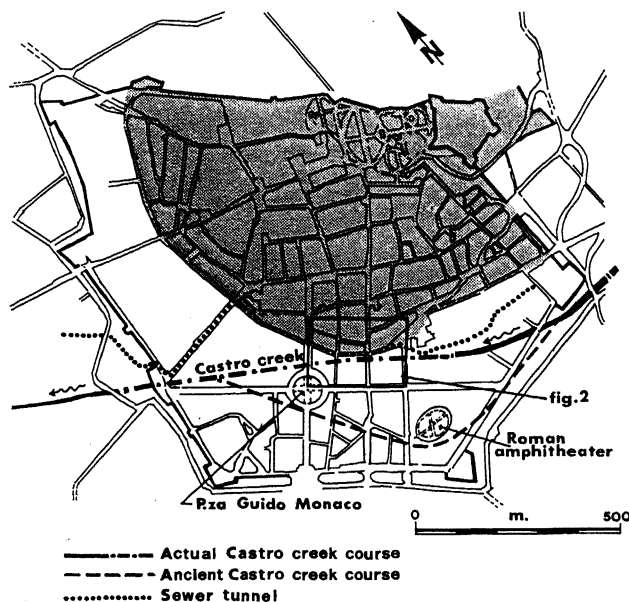 N
Castro creek
fig.2
Roman
amphitheater
P.za Guido Monaco
0 m. 500
Actual Castro creek course
Ancient Castro creek course
Sewer tunnel